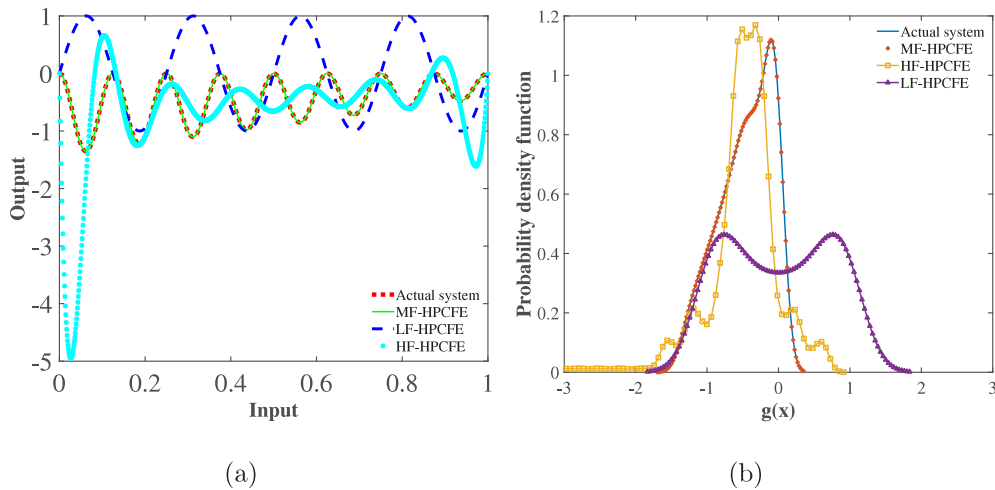 1
0
-1
-2
-3
-4
-5
Output
0
0.2
0.4
0.6
0.8
1
Input
Actual system
MF-HPCFE
LF-HPCFE
HF-HPCFE
(a)
1.2
1
0.8
0.6
0.4
0.2
0
Probability density function
-3
-2
-1
0
1
2
3
g(x)
Actual system
MF-HPCFE
HF-HPCFE
LF-HPCFE
(b)